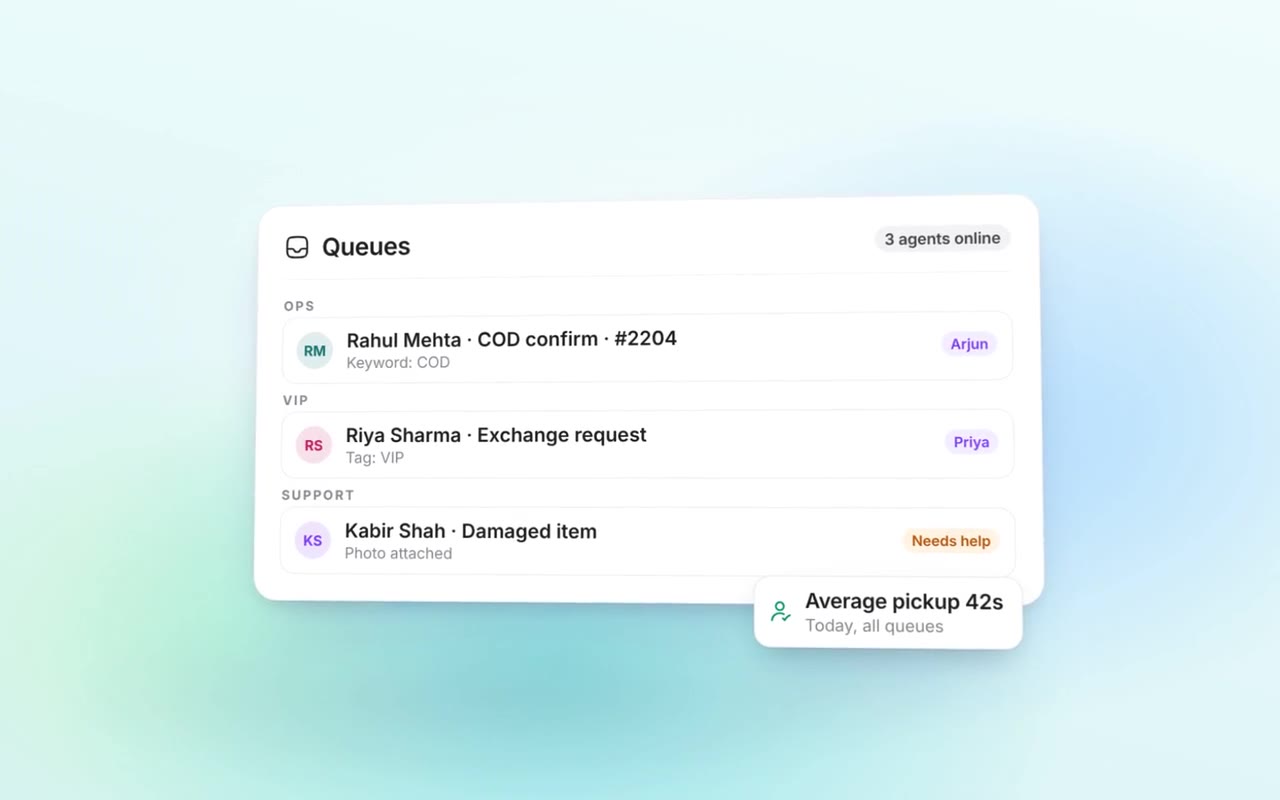 Queues
3 agents online
OPS
RM
Rahul Mehta · COD confirm · #2204
Keyword: COD
Arjun
VIP
RS
Riya Sharma · Exchange request
Tag: VIP
Priya
SUPPORT
KS
Kabir Shah · Damaged item
Photo attached
Needs help
Average pickup 42s
Today, all queues